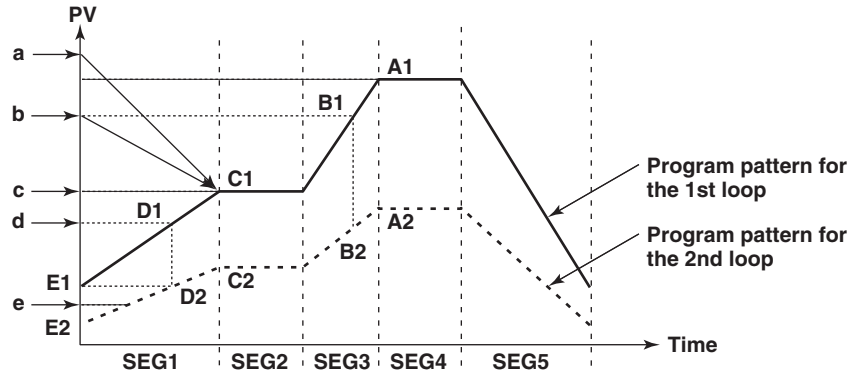 PV
a
A1
b
B1
c
C1
d
D1
Program pattern for
the 1st loop
A2
Program pattern for
the 2nd loop
B2
C2
E1
D2
e
E2
Time
SEG1
SEG2
SEG3
SEG4
SEG5